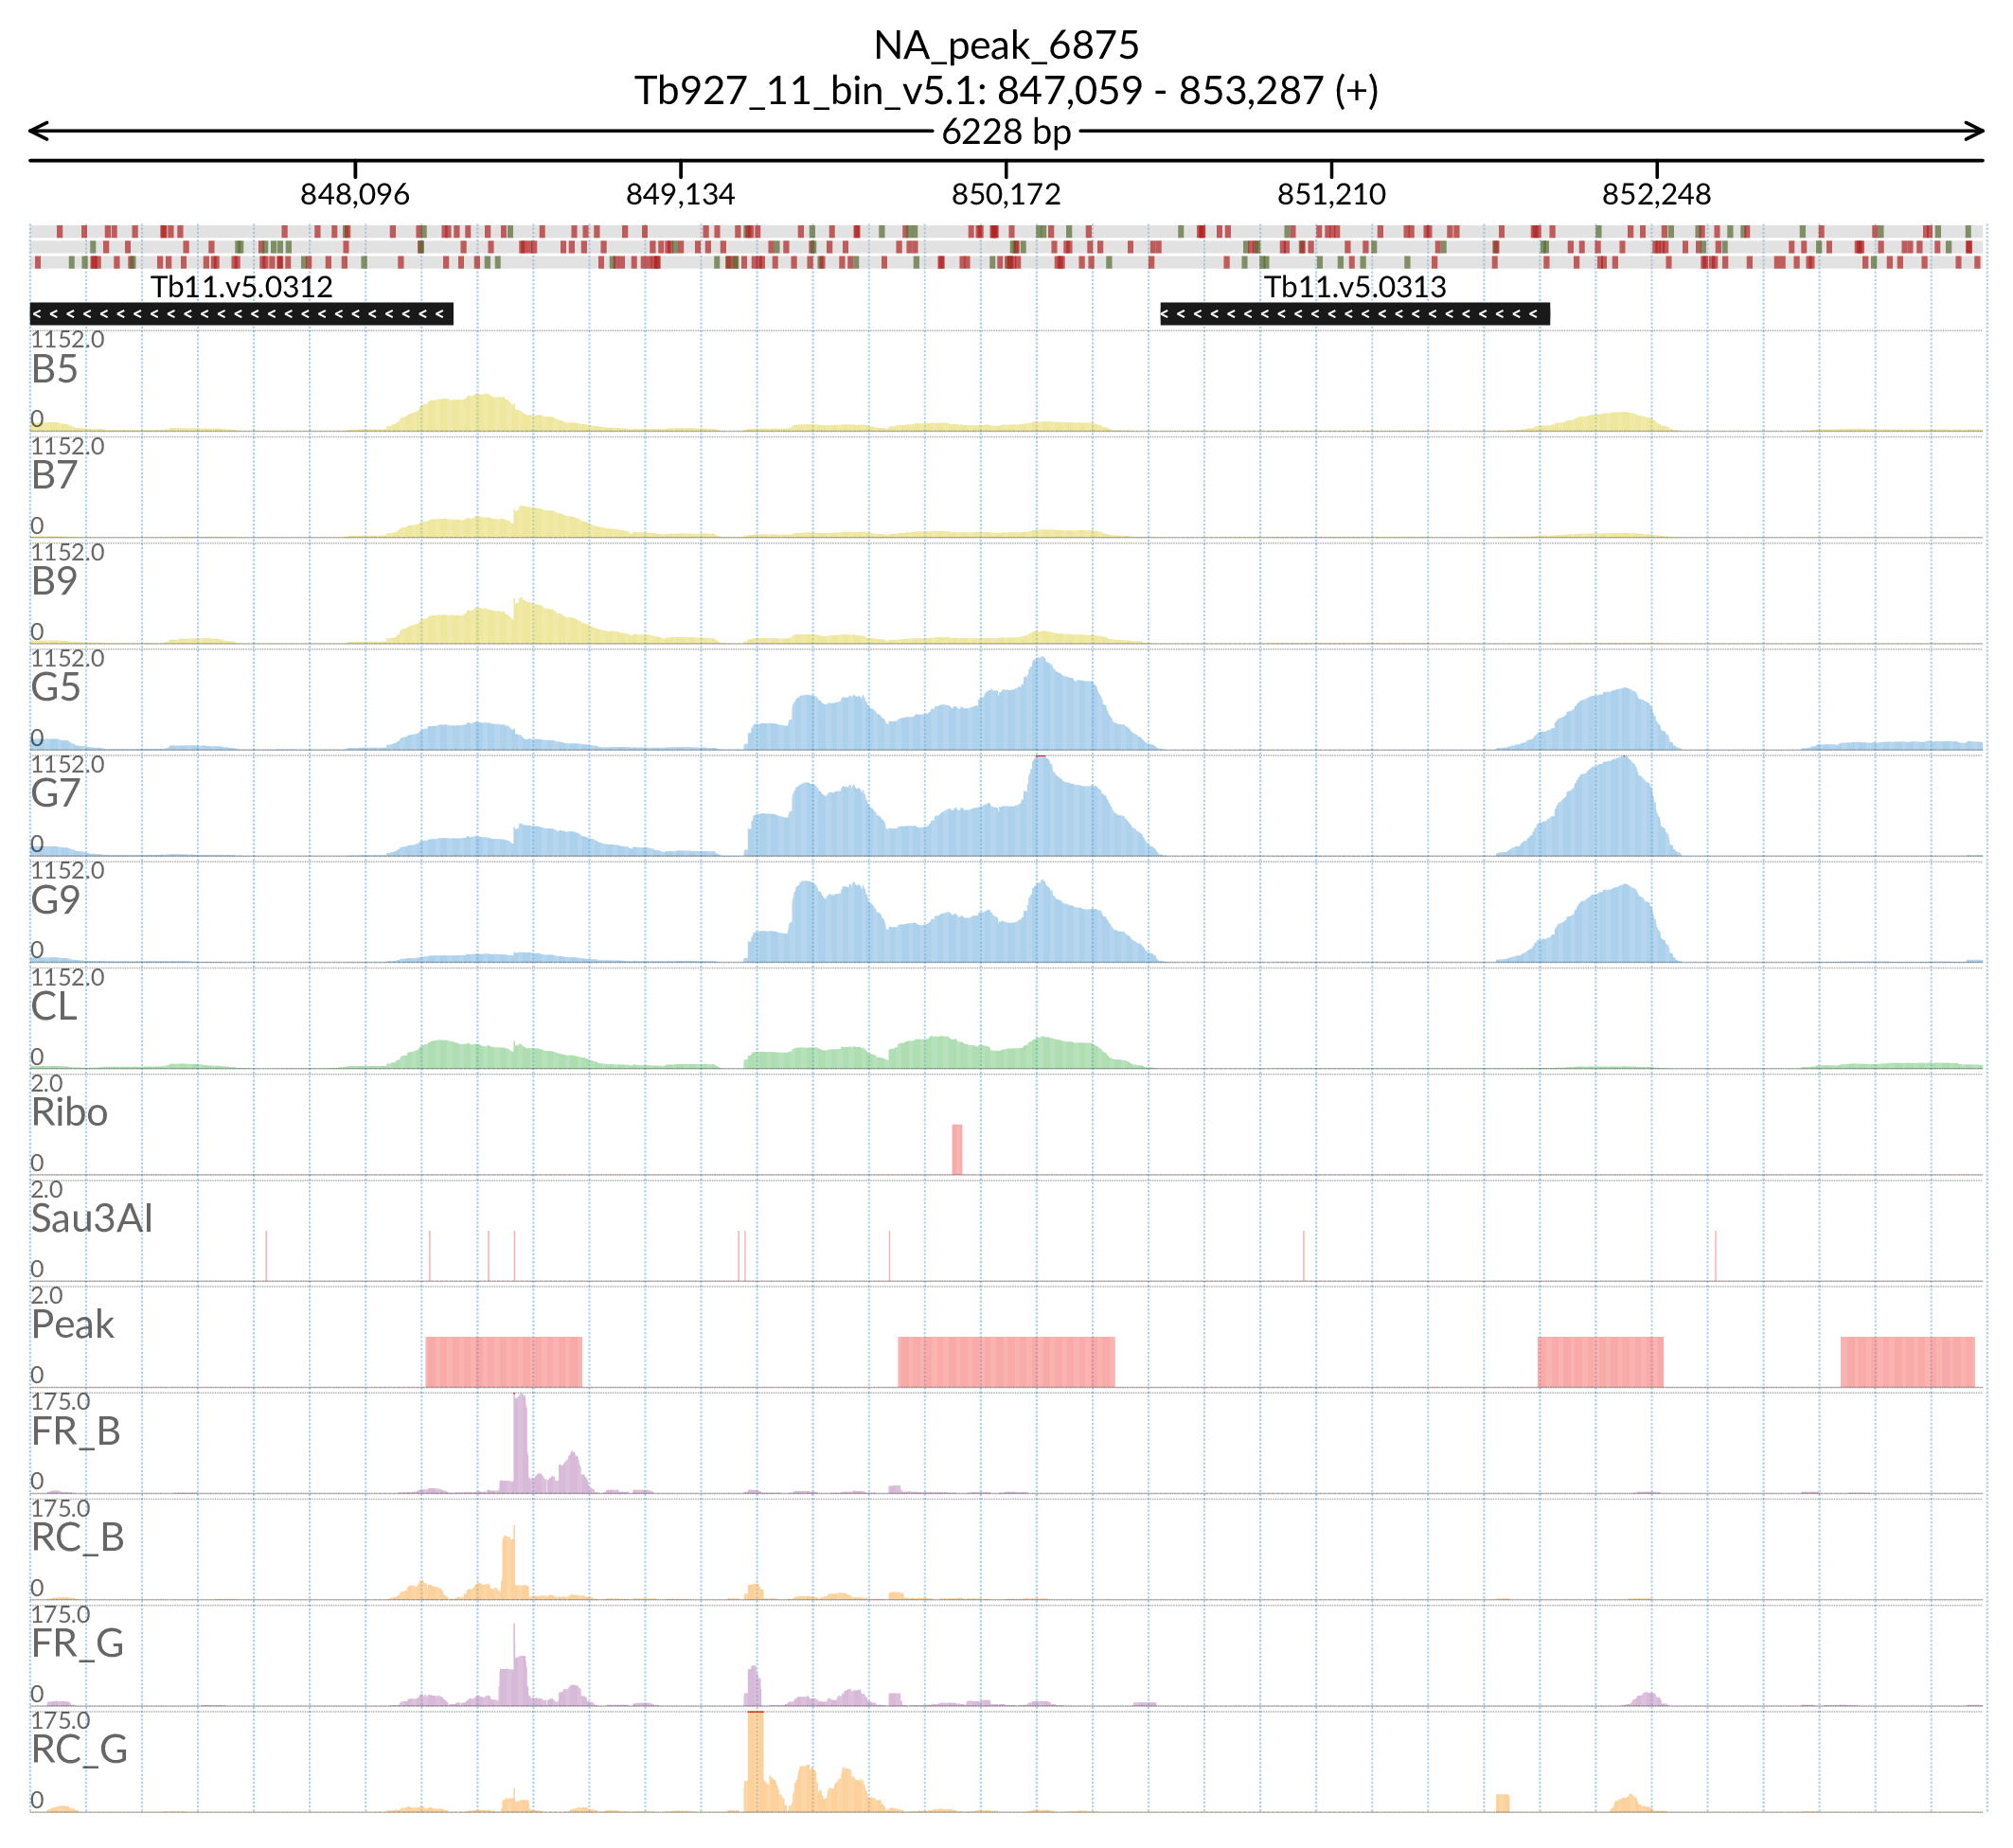 NA_peak_6875
Tb927_11_bin_v5.1: 847,059 - 853,287 (+)
6228 bp
848,096 849,134 850,172 851,210 852,248
Tb11.v5.0312 Tb11.v5.0313
1152.0
B5
0
1152.0
B7
0
1152.0
B9
0
1152.0
G5
0
1152.0
G7
0
1152.0
G9
0
1152.0
CL
0
2.0
Ribo
0
2.0
Sau3AI
0
2.0
Peak
0
175.0
FR_B
0
175.0
RC_B
0
175.0
FR_G
0
175.0
RC_G
0